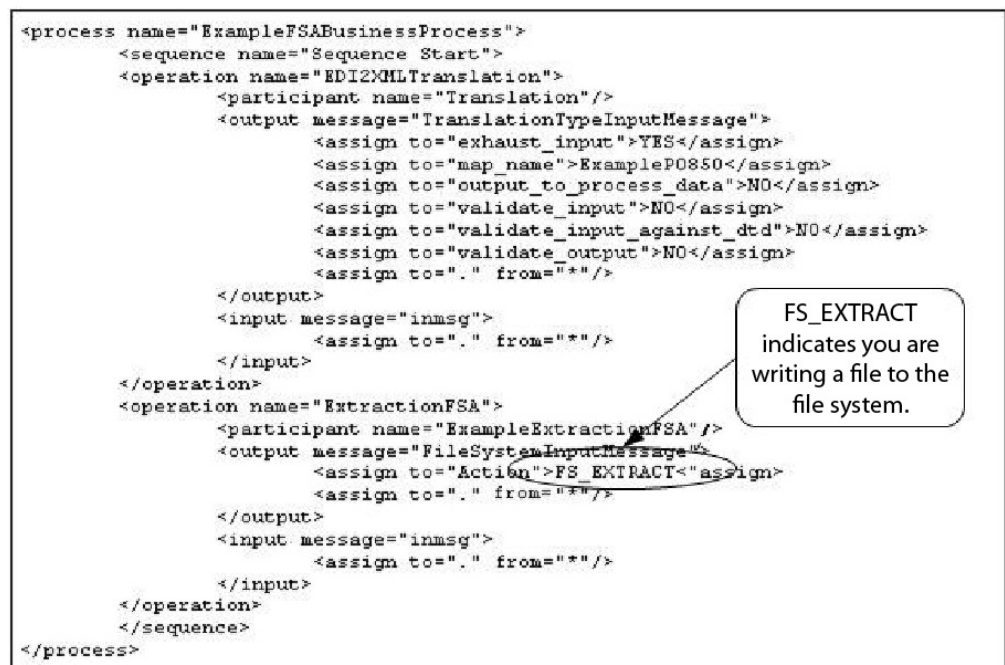 <process name="ExampleFSABusinessProcess">
<sequence name="Sequence Start">
<operation name="EDI2XMLTranslation">
<participant name="Translation"/>
<output message="TranslationTypeInputMessage">
<assign to="exhaust_input">YES</assign>
<assign to="map_name">ExamplePO850</assign>
<assign to="output_to_process_data">NO</assign>
<assign to="validate_input">NO</assign>
<assign to="validate_input_against_dtd">NO</assign>
<assign to="validate_output">NO</assign>
<assign to="." from="*"/>
</output>
<input message="inmsg">
<assign to="." from="*"/>
</input>
</operation>
<operation name="ExtractionFSA">
<participant name="ExampleExtractionFSA"/>
<output message="FileSystemInputMessage">
<assign to="Action">FS_EXTRACT<"assign>
<assign to="." from="*"/>
</output>
<input message="inmsg">
<assign to="." from="*"/>
</input>
</operation>
</sequence>
</process>
FS_EXTRACT
indicates you are
writing a file to the
file system.